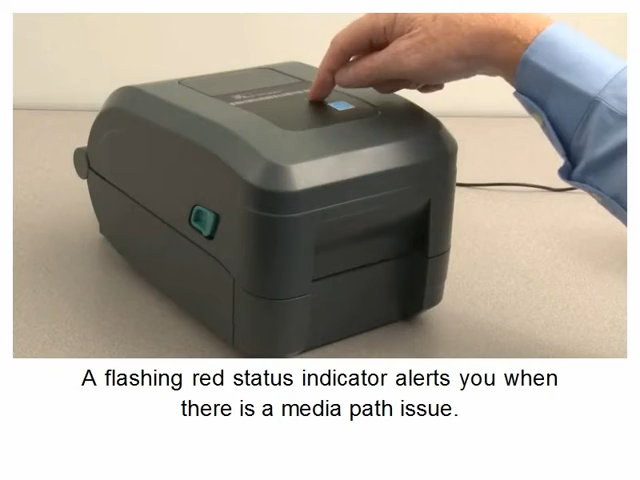 A flashing red status indicator alerts you when
there is a media path issue.